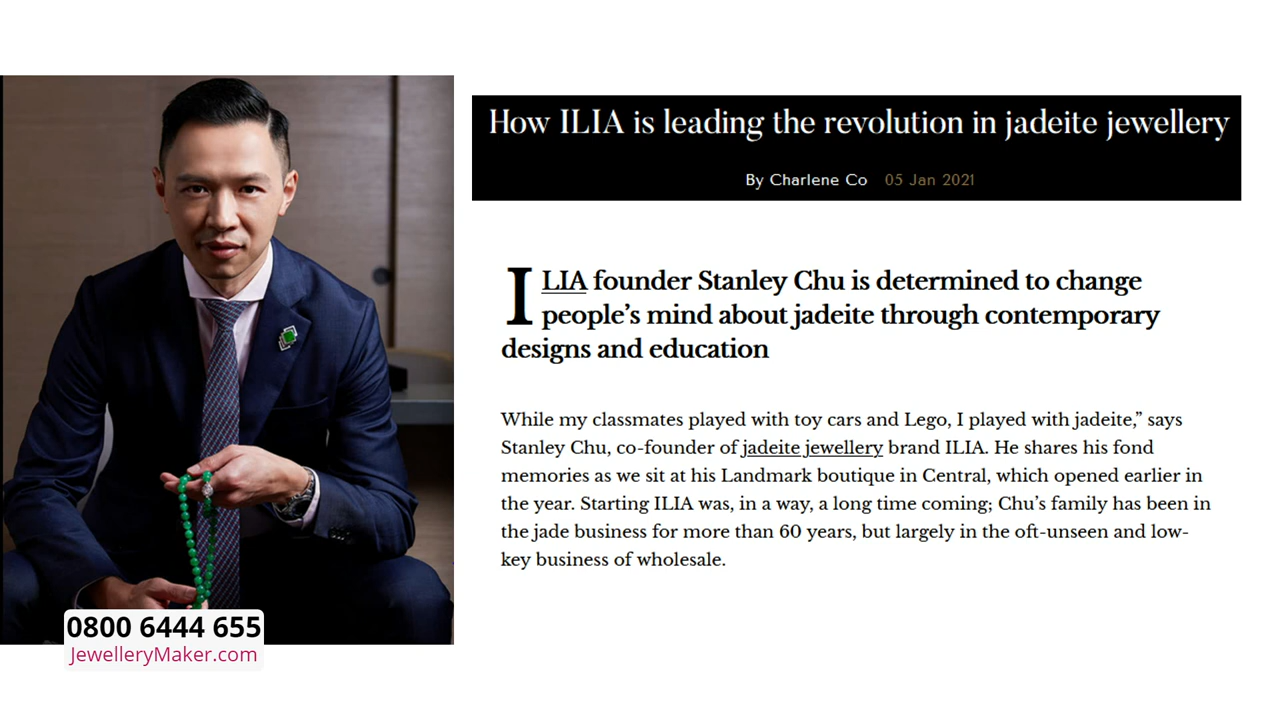 How ILIA is leading the revolution in jadeite jewellery
By Charlene Co 05 Jan 2021
ILIA founder Stanley Chu is determined to change
people’s mind about jadeite through contemporary
designs and education
While my classmates played with toy cars and Lego, I played with jadeite,” says
Stanley Chu, co-founder of jadeite jewellery brand ILIA. He shares his fond
memories as we sit at his Landmark boutique in Central, which opened earlier in
the year. Starting ILIA was, in a way, a long time coming; Chu’s family has been in
the jade business for more than 60 years, but largely in the oft-unseen and low-
key business of wholesale.
0800 6444 655
JewelleryMaker.com